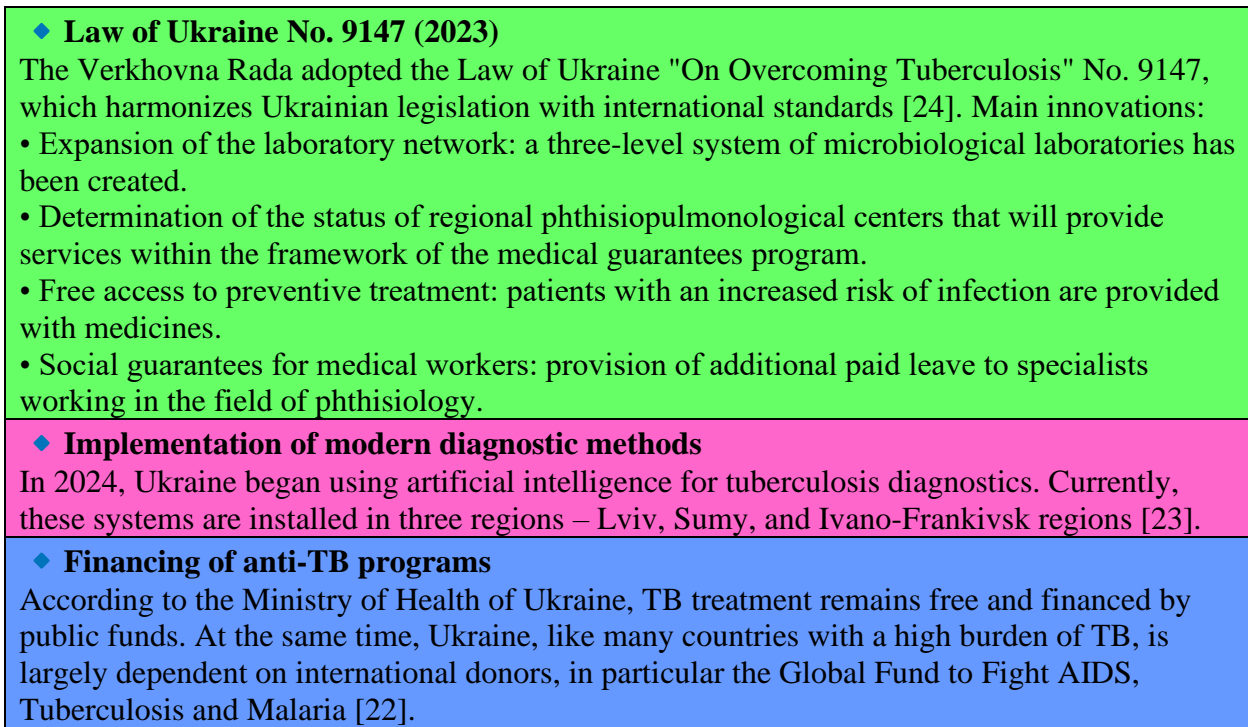 ◆ Law of Ukraine No. 9147 (2023)
The Verkhovna Rada adopted the Law of Ukraine "On Overcoming Tuberculosis" No. 9147,
which harmonizes Ukrainian legislation with international standards [24]. Main innovations:
• Expansion of the laboratory network: a three-level system of microbiological laboratories has
been created.
• Determination of the status of regional phthisiopulmonological centers that will provide
services within the framework of the medical guarantees program.
• Free access to preventive treatment: patients with an increased risk of infection are provided
with medicines.
• Social guarantees for medical workers: provision of additional paid leave to specialists
working in the field of phthisiology.
◆ Implementation of modern diagnostic methods
In 2024, Ukraine began using artificial intelligence for tuberculosis diagnostics. Currently,
these systems are installed in three regions – Lviv, Sumy, and Ivano-Frankivsk regions [23].
◆ Financing of anti-TB programs
According to the Ministry of Health of Ukraine, TB treatment remains free and financed by
public funds. At the same time, Ukraine, like many countries with a high burden of TB, is
largely dependent on international donors, in particular the Global Fund to Fight AIDS,
Tuberculosis and Malaria [22].